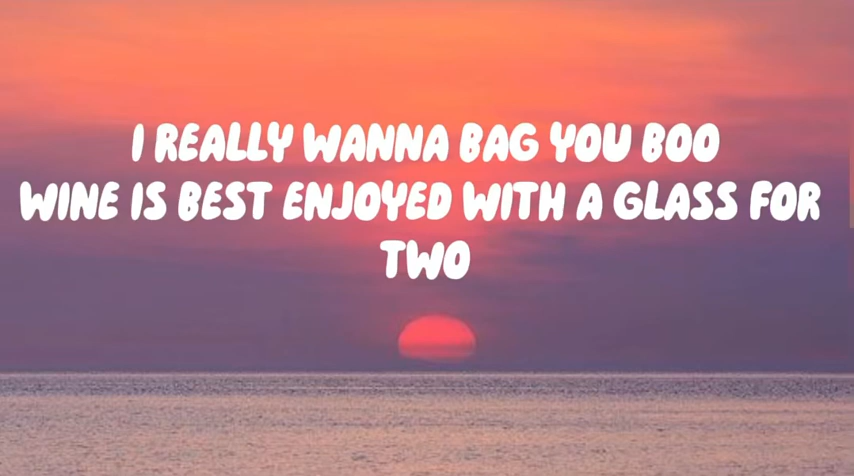 I REALLY WANNA BAG YOU BOO
WINE IS BEST ENJOYED WITH A GLASS FOR
TWO